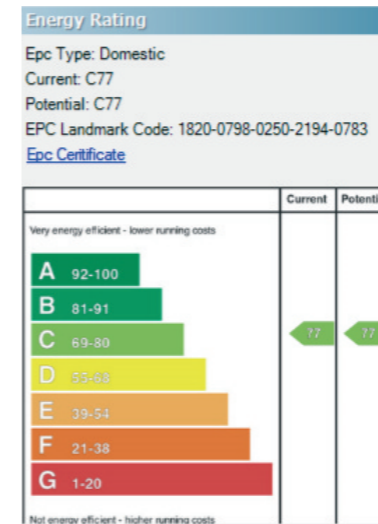 Energy Rating
Epc Type: Domestic
Current: C77
Potential: C77
EPC Landmark Code: 1820-0798-0250-2194-0783
Epc Certificate
Current Potenti
Very energy efficient - lower running costs
A 92-100
B 81-91
C 69-80
77 77
D 55-68
E 39-54
F 21-38
G 1-20
Not energy efficient - higher running costs